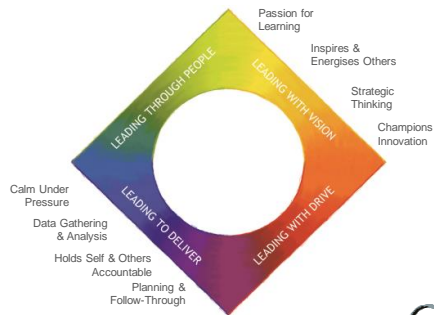 Passion for
Learning
Inspires &
Energises Others
Strategic
Thinking
Champions
Innovation
LEADING THROUGH PEOPLE
LEADING WITH VISION
LEADING TO DELIVER
LEADING WITH DRIVE
Calm Under
Pressure
Data Gathering
& Analysis
Holds Self & Others
Accountable
Planning &
Follow-Through